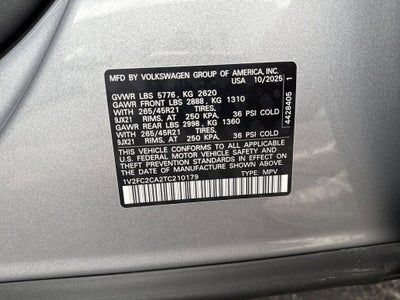 MFD. BY VOLKSWAGEN GROUP OF AMERICA, INC.
10/2025
GVWR LBS 5776, KG 2620
GAWR FRONT LBS 2888, KG 1310
WITH 265/45R21 TIRES,
9JX21 RIMS, AT 250 KPA, 36 PSI COLD
GAWR REAR LBS 2998, KG 1360
WITH 265/45R21 TIRES,
9JX21 RIMS, AT 250 KPA, 36 PSI COLD
THIS VEHICLE CONFORMS TO ALL APPLICABLE
U.S. FEDERAL MOTOR VEHICLE SAFETY, AND
THEFT PREVENTION STANDARDS IN EFFECT ON THE
DATE OF MANUFACTURE SHOWN ABOVE.
1V2FC2CA2TC210179 TYPE: MPV
4428405 1